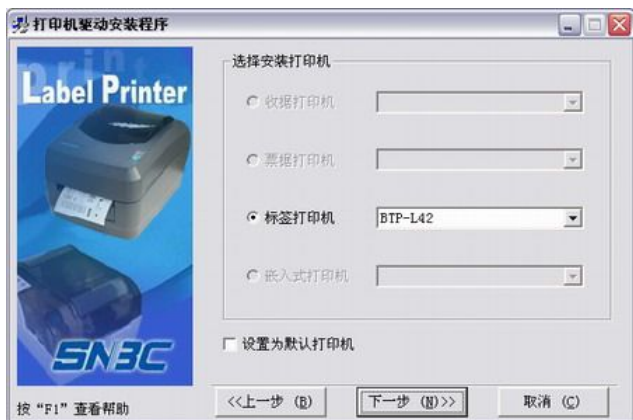 打印机驱动安装程序
print
Label Printer
选择安装打印机
收据打印机
票据打印机
标签打印机 BTP-L42
嵌入式打印机
SNBC
设置为默认打印机
按 “F1” 查看帮助
<<上一步 (B) 下一步 (N)>> 取消 (C)